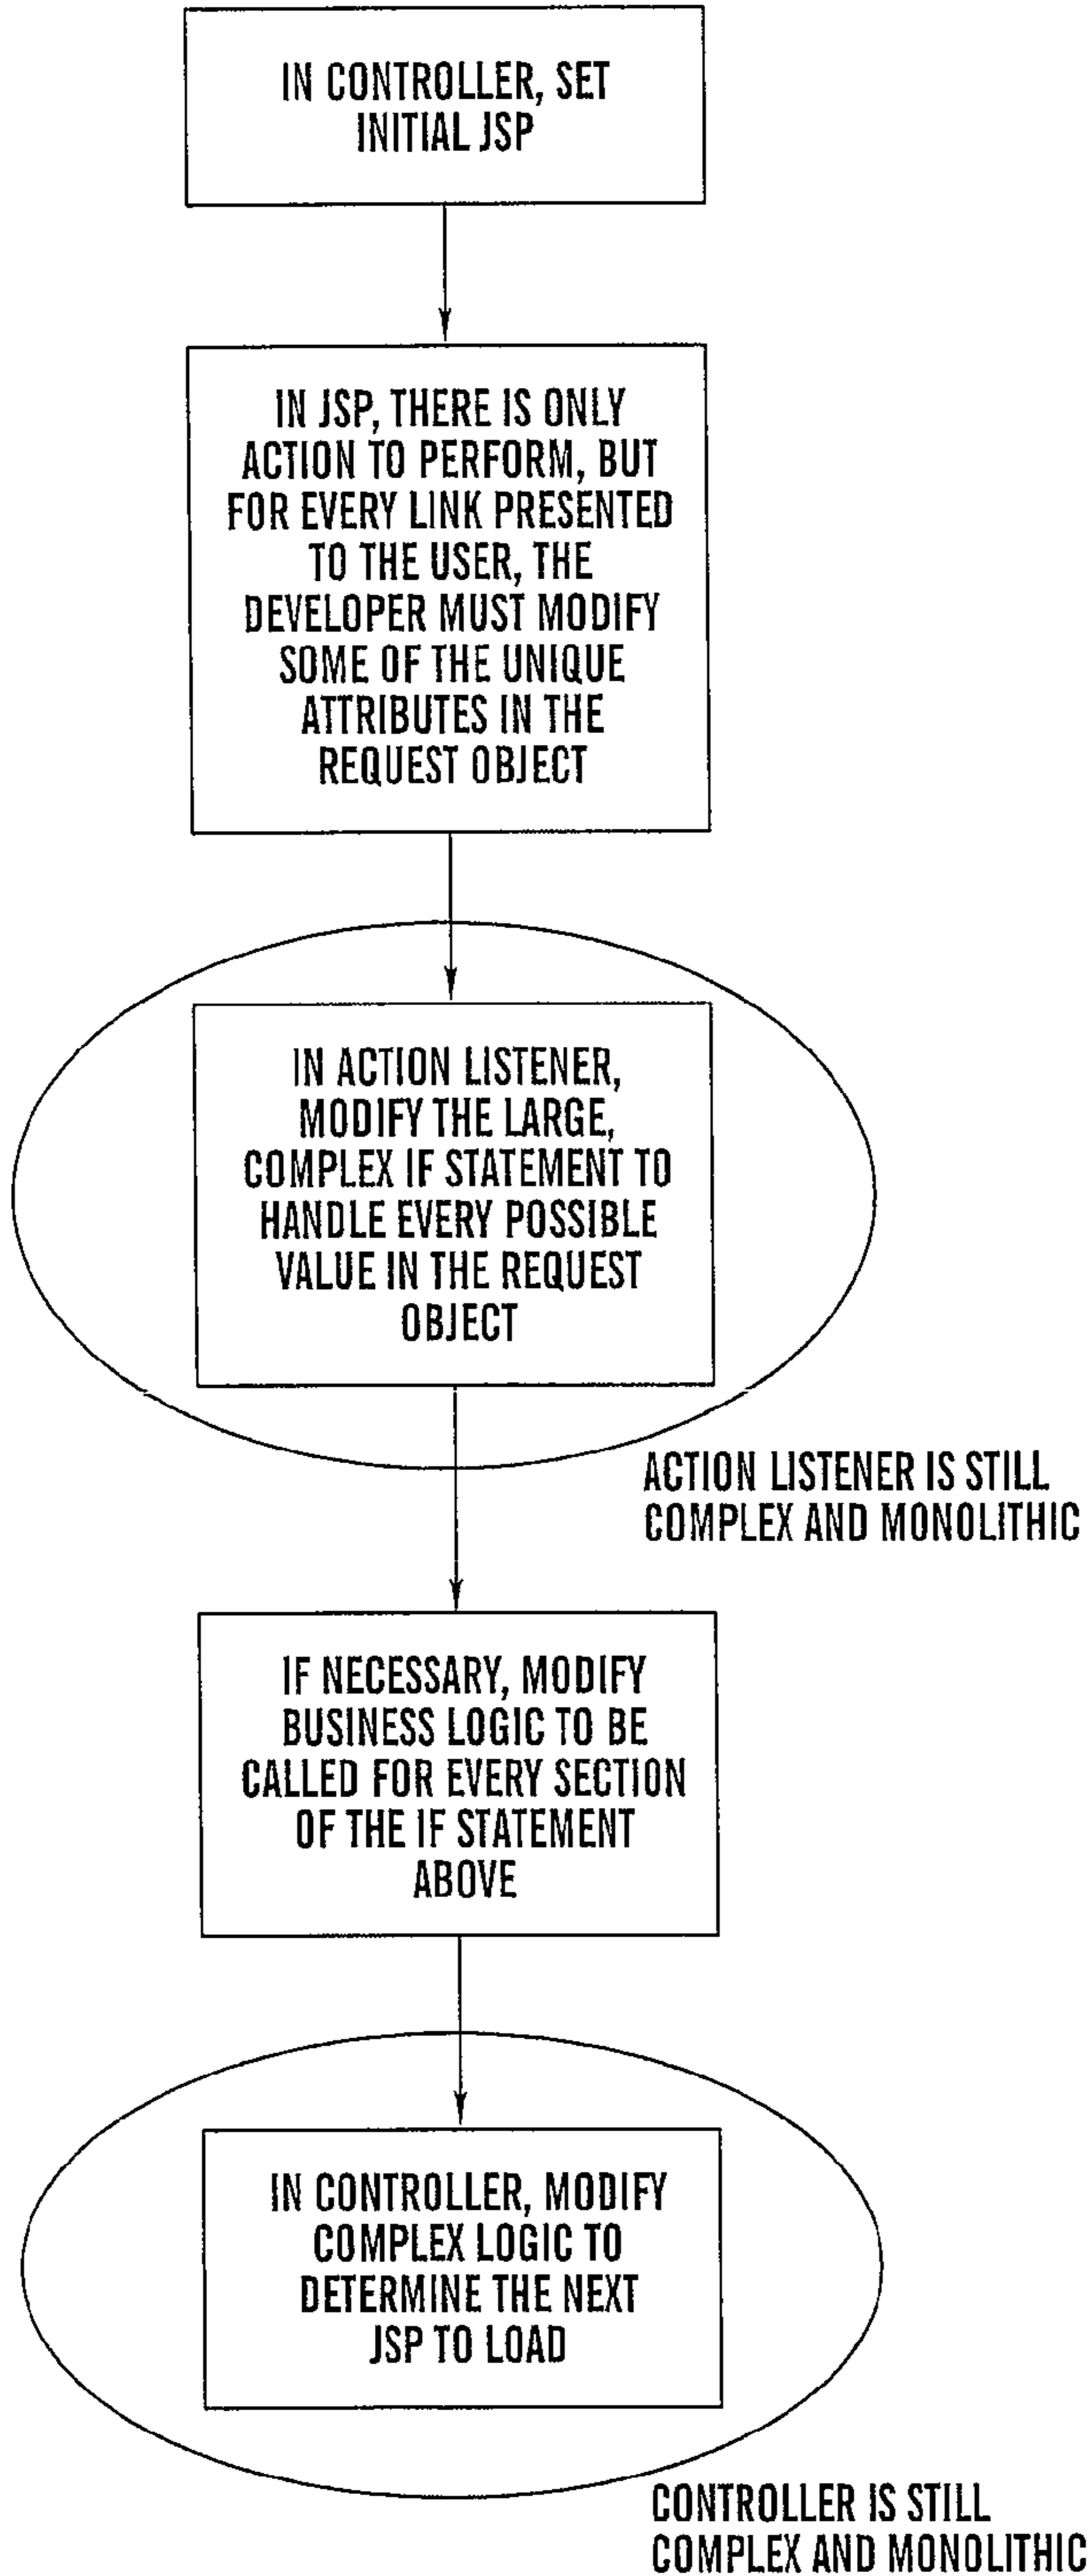 IN CONTROLLER, SET
INITIAL JSP
IN JSP, THERE IS ONLY
ACTION TO PERFORM, BUT
FOR EVERY LINK PRESENTED
TO THE USER, THE
DEVELOPER MUST MODIFY
SOME OF THE UNIQUE
ATTRIBUTES IN THE
REQUEST OBJECT
IN ACTION LISTENER,
MODIFY THE LARGE,
COMPLEX IF STATEMENT TO
HANDLE EVERY POSSIBLE
VALUE IN THE REQUEST
OBJECT
ACTION LISTENER IS STILL
COMPLEX AND MONOLITHIC
IF NECESSARY, MODIFY
BUSINESS LOGIC TO BE
CALLED FOR EVERY SECTION
OF THE IF STATEMENT
ABOVE
IN CONTROLLER, MODIFY
COMPLEX LOGIC TO
DETERMINE THE NEXT
JSP TO LOAD
CONTROLLER IS STILL
COMPLEX AND MONOLITHIC